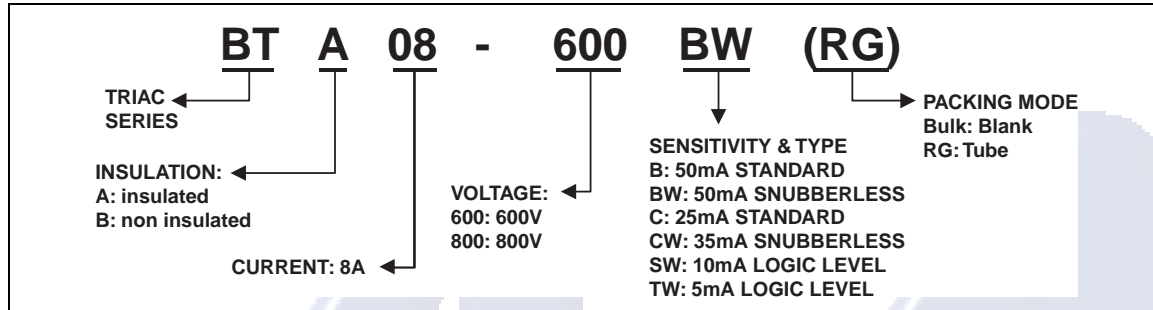 BT A 08 - 600 BW (RG)
TRIAC
SERIES
INSULATION:
A: insulated
B: non insulated
CURRENT: 8A
VOLTAGE:
600: 600V
800: 800V
SENSITIVITY & TYPE
B: 50mA STANDARD
BW: 50mA SNUBBERLESS
C: 25mA STANDARD
CW: 35mA SNUBBERLESS
SW: 10mA LOGIC LEVEL
TW: 5mA LOGIC LEVEL
PACKING MODE
Bulk: Blank
RG: Tube